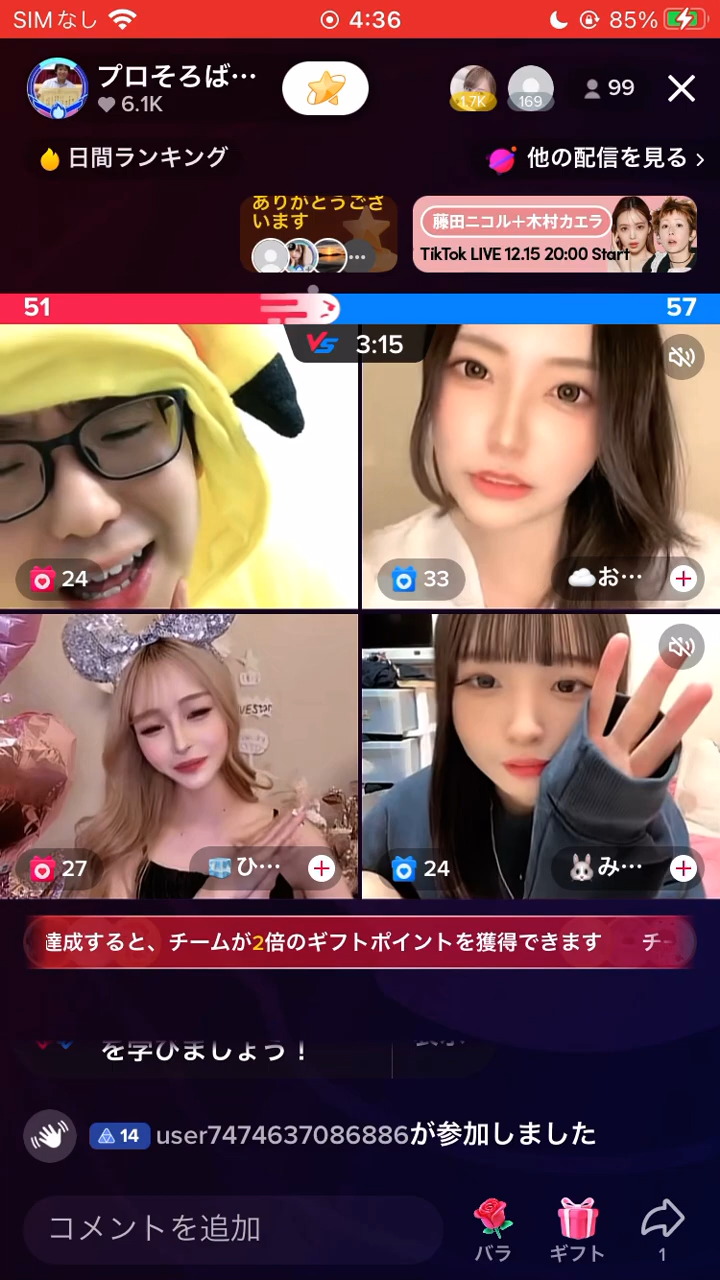 SIMなし
4:36
85%
プロそろば…
6.1K
1.7K
169
99
日間ランキング
他の配信を見る
ありがとうござ
います
藤田ニコル+木村カエラ
TikTok LIVE 12.15 20:00 Start
51
57
VS 3:15
24
33
お…
27
ひ…
24
み…
達成すると、チームが2倍のギフトポイントを獲得できます チー
を学びましょう！
表示
14 user7474637086886が参加しました
コメントを追加
バラ
ギフト
1